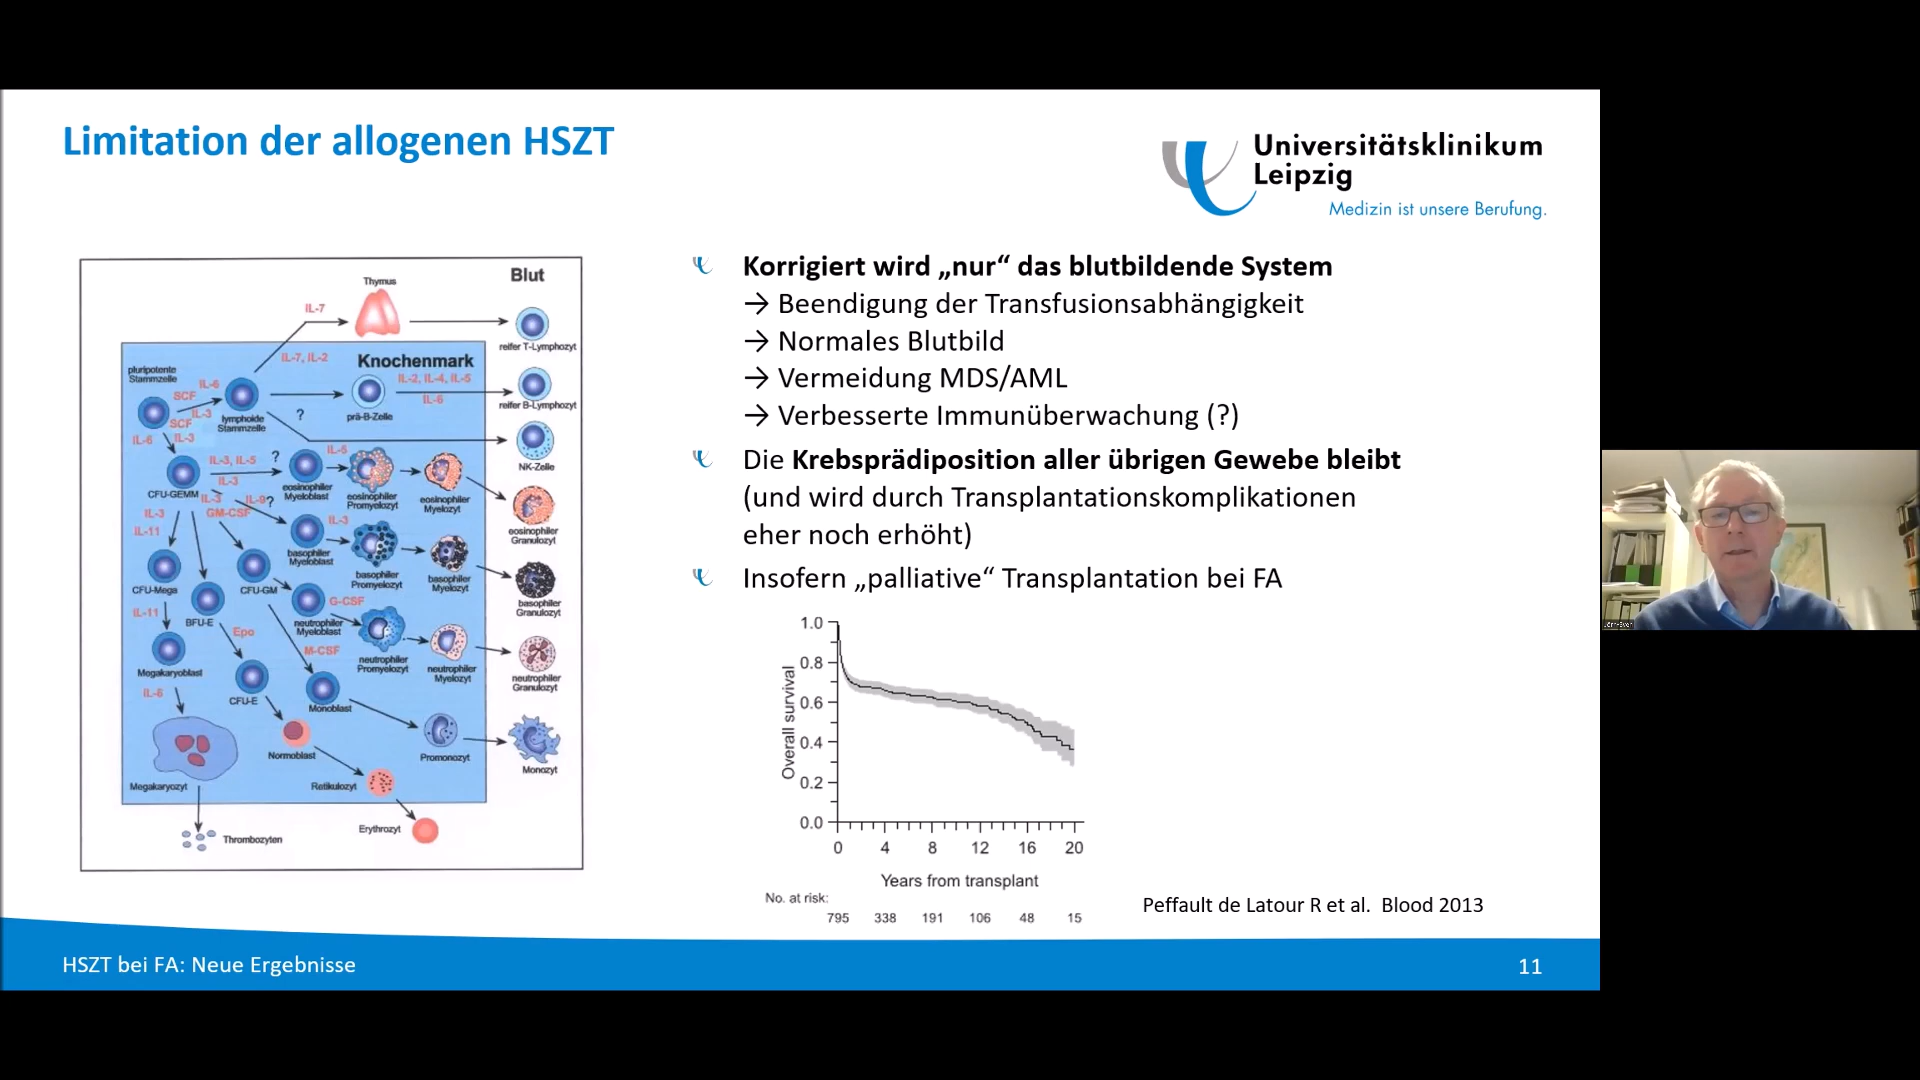 Limitation der allogenen HSZT
Universitätsklinikum
Leipzig
Medizin ist unsere Berufung.
Blut
Thymus
IL-7
reifer T-Lymphozyt
IL-7, IL-2
Knochenmark
pluripotente
Stammzelle
IL-6
IL-2, IL-4, IL-5
SCF
IL-6
reifer B-Lymphozyt
IL-3
lymphoide
Stammzelle
?
prä-B-Zelle
SCF
IL-6
IL-3
NK-Zelle
IL-3, IL-5
?
IL-5
IL-3
CFU-GEMM
IL-3
IL-9?
eosinophiler
Myeloblast
eosinophiler
Promyelozyt
eosinophiler
Myelozyt
eosinophiler
Granulozyt
IL-3
GM-CSF
IL-3
IL-11
basophiler
Myeloblast
basophiler
Promyelozyt
basophiler
Myelozyt
basophiler
Granulozyt
CFU-Mega
CFU-GM
IL-11
BFU-E
G-CSF
neutrophiler
Myeloblast
Epo
M-CSF
neutrophiler
Promyelozyt
neutrophiler
Myelozyt
neutrophiler
Granulozyt
Megakaryoblast
CFU-E
Monoblast
Normoblast
Promonozyt
Monozyt
Megakaryozyt
Retikulozyt
Thrombozyten
Erythrozyt
Korrigiert wird „nur“ das blutbildende System
→ Beendigung der Transfusionsabhängigkeit
→ Normales Blutbild
→ Vermeidung MDS/AML
→ Verbesserte Immunüberwachung (?)
Die Krebsprädiposition aller übrigen Gewebe bleibt
(und wird durch Transplantationskomplikationen
eher noch erhöht)
Insofern „palliative“ Transplantation bei FA
Overall survival
1.0
0.8
0.6
0.4
0.2
0.0
0 4 8 12 16 20
Years from transplant
No. at risk:
795 338 191 106 48 15
Peffault de Latour R et al. Blood 2013
HSZT bei FA: Neue Ergebnisse
11